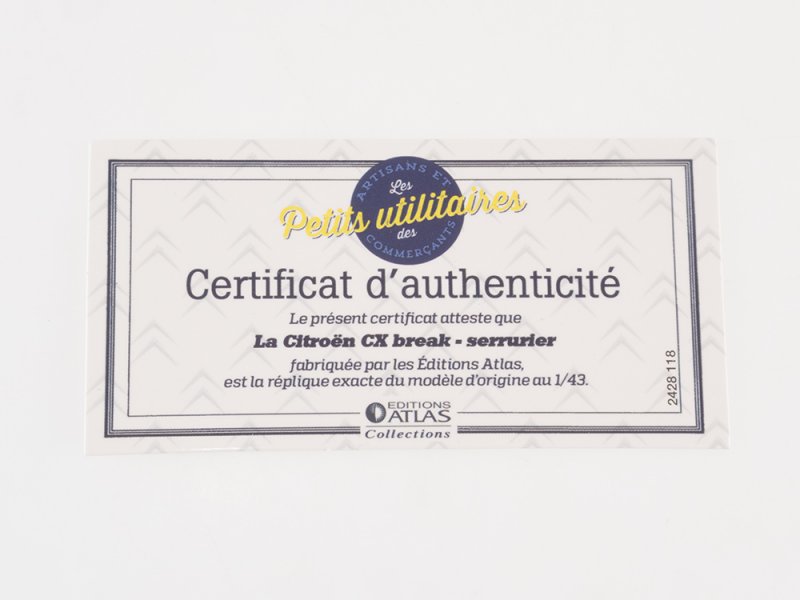 ARTISANS ET
Les
Petits utilitaires
des
COMMERÇANTS
Certificat d'authenticité
Le présent certificat atteste que
La Citroën CX break - serrurier
fabriquée par les Éditions Atlas,
est la réplique exacte du modèle d'origine au 1/43.
2428 118
EDITIONS
ATLAS
Collections